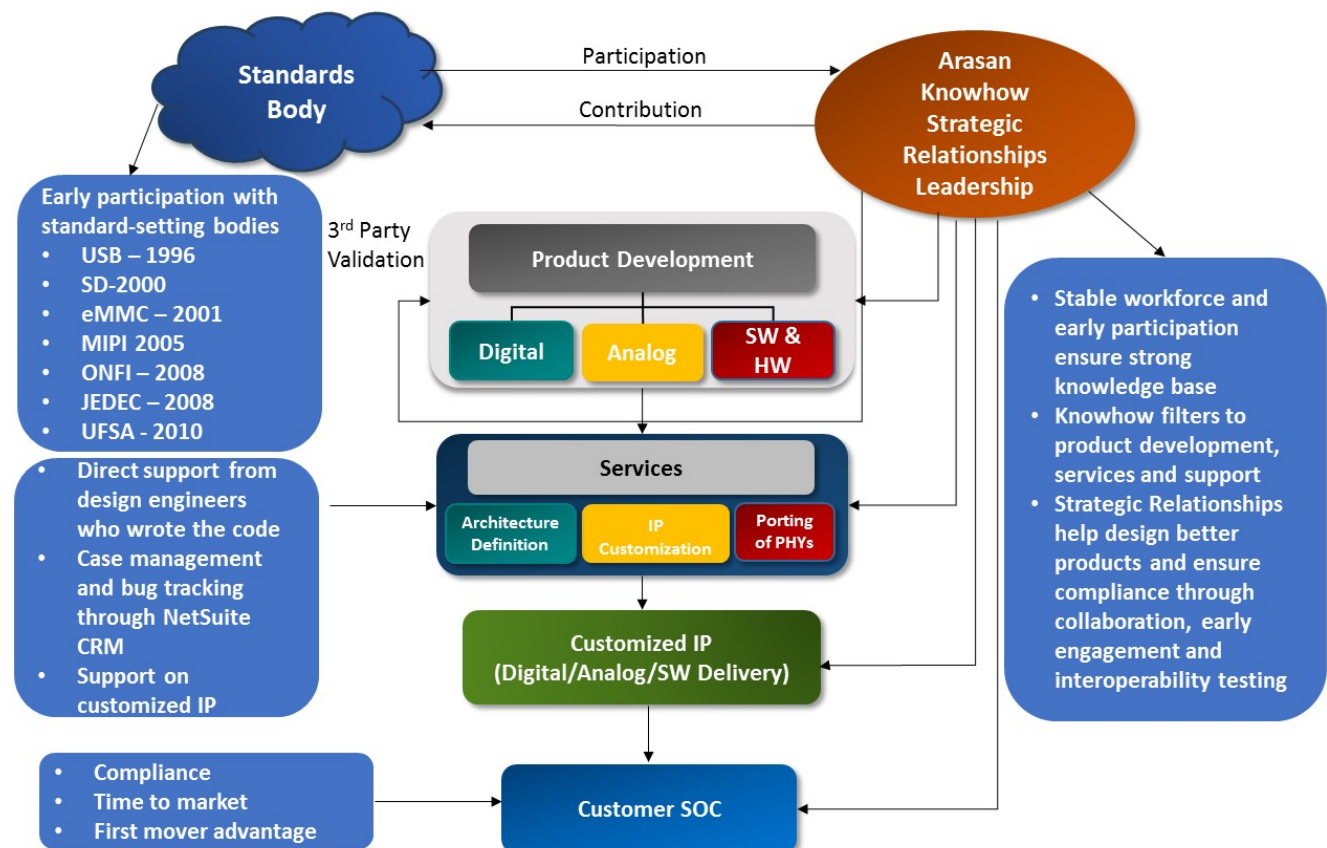 Standards
Body
Participation
Contribution
Arasan
Knowhow
Strategic
Relationships
Leadership
Early participation with
standard-setting bodies
• USB – 1996
• SD-2000
• eMMC – 2001
• MIPI 2005
• ONFI – 2008
• JEDEC – 2008
• UFSA - 2010
3rd Party
Validation
Product Development
Digital
Analog
SW &
HW
• Stable workforce and
early participation
ensure strong
knowledge base
• Knowhow filters to
product development,
services and support
• Strategic Relationships
help design better
products and ensure
compliance through
collaboration, early
engagement and
interoperability testing
• Direct support from
design engineers
who wrote the code
• Case management
and bug tracking
through NetSuite
CRM
• Support on
customized IP
Services
Architecture
Definition
IP
Customization
Porting
of PHYs
Customized IP
(Digital/Analog/SW Delivery)
• Compliance
• Time to market
• First mover advantage
Customer SOC